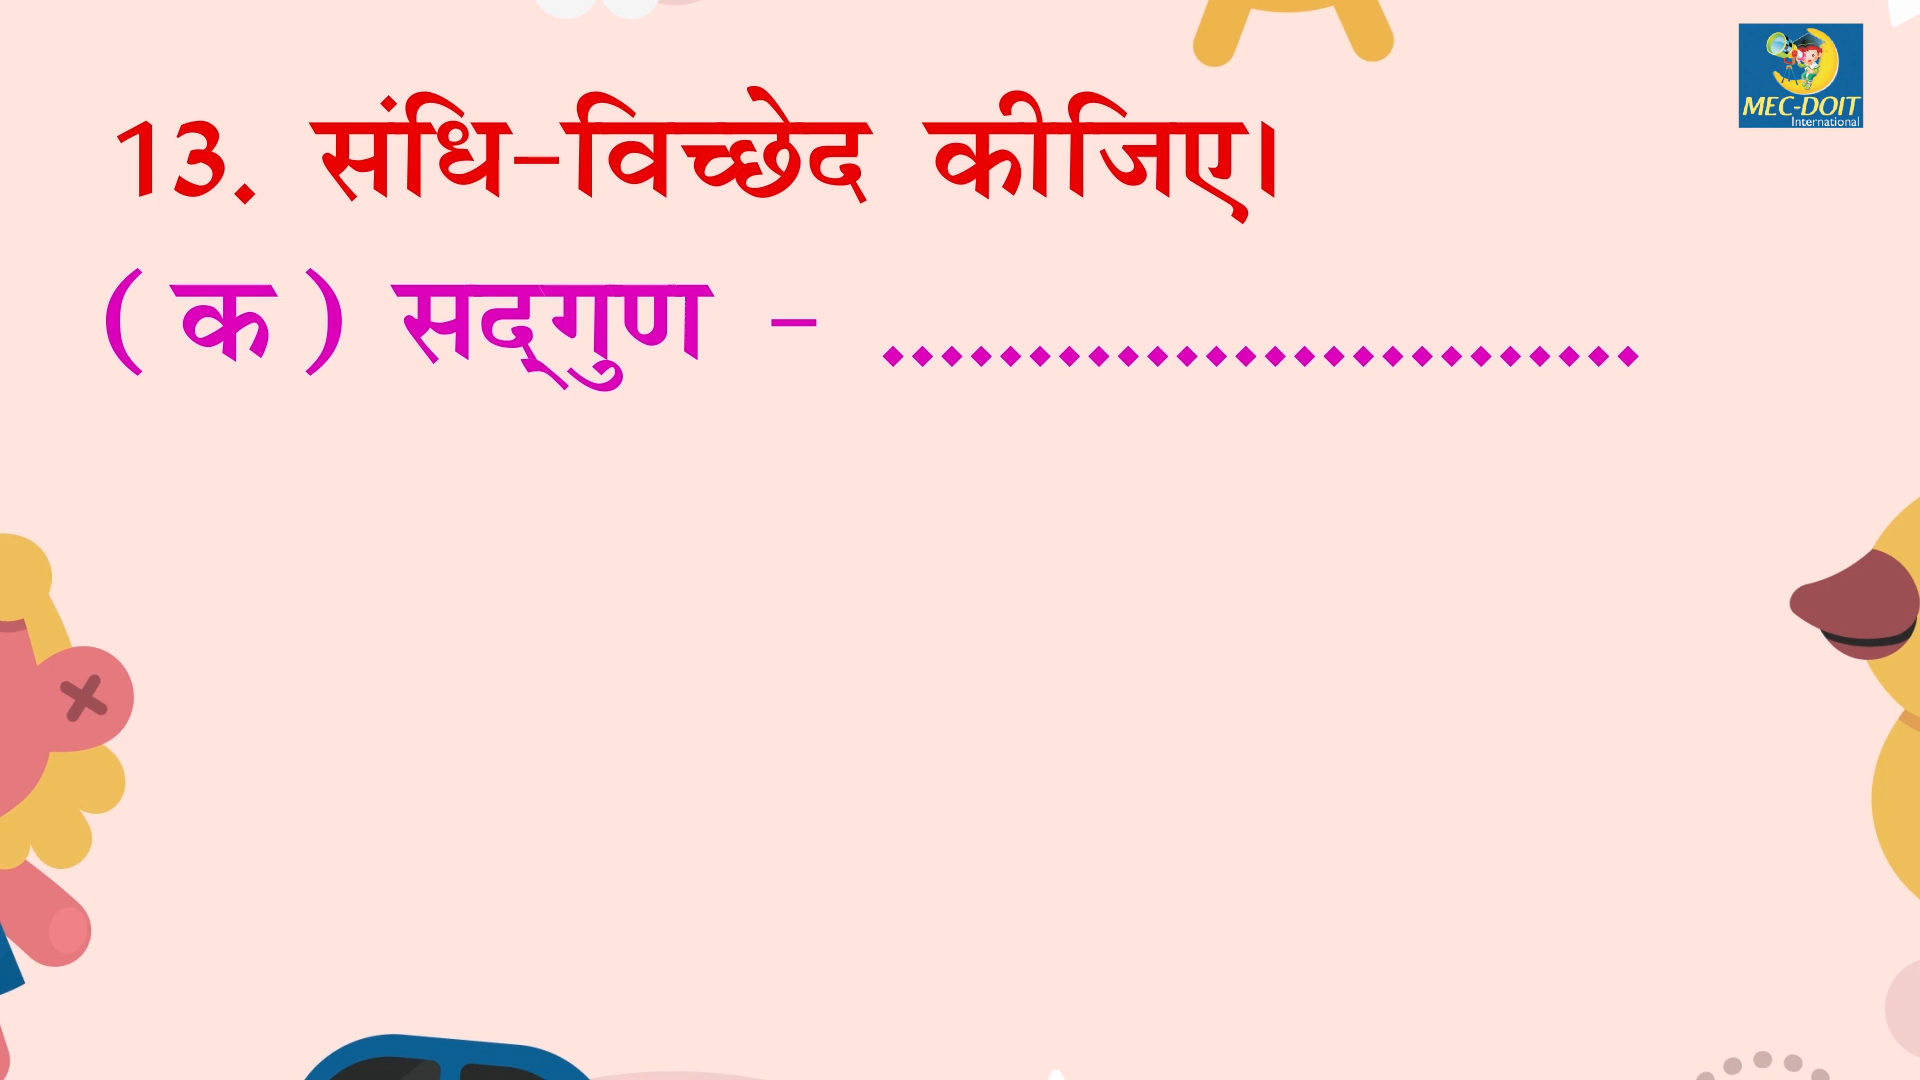 MEC-DOIT
International
13. संधि-विच्छेद कीजिए।
(क) सद्‌गुण - ..........................